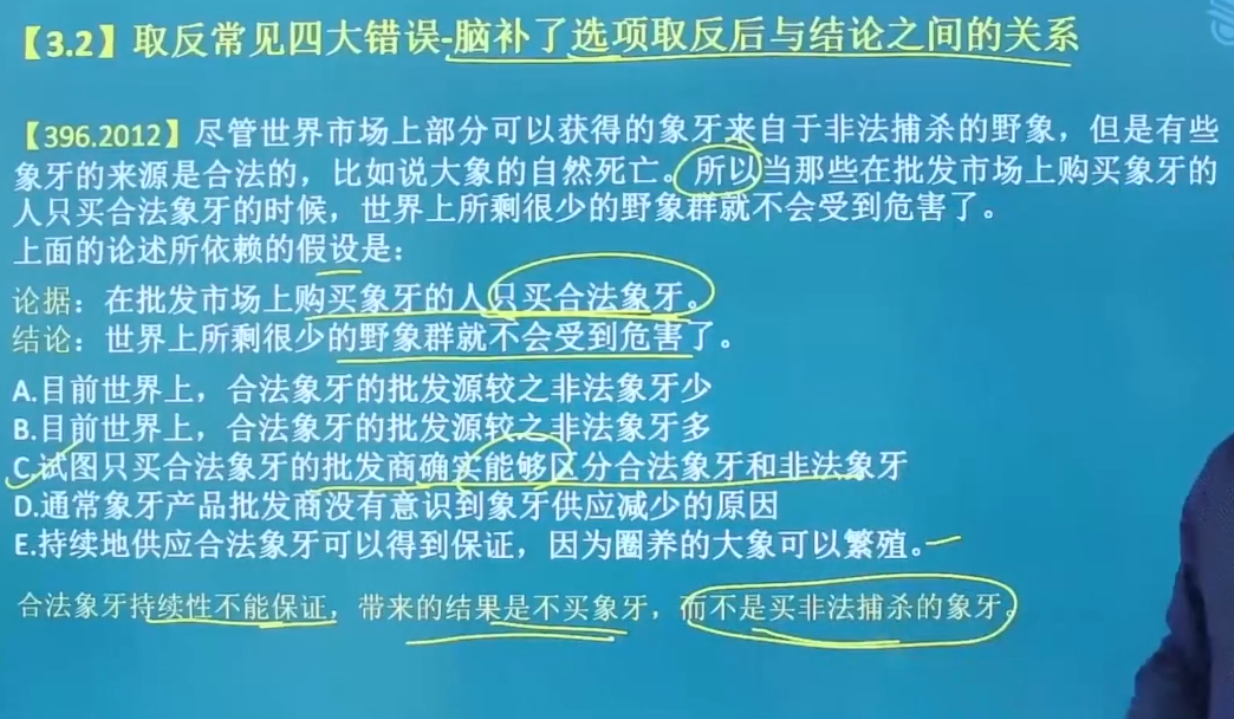 【3.2】取反常见四大错误-脑补了选项取反后与结论之间的关系
【396.2012】尽管世界市场上部分可以获得的象牙来自于非法捕杀的野象，但是有些
象牙的来源是合法的，比如说大象的自然死亡。所以当那些在批发市场上购买象牙的
人只买合法象牙的时候，世界上所剩很少的野象群就不会受到危害了。
上面的论述所依赖的假设是：
论据：在批发市场上购买象牙的人只买合法象牙。
结论：世界上所剩很少的野象群就不会受到危害了。
A.目前世界上，合法象牙的批发源较之非法象牙少
B.目前世界上，合法象牙的批发源较之非法象牙多
C.试图只买合法象牙的批发商确实能够区分合法象牙和非法象牙
D.通常象牙产品批发商没有意识到象牙供应减少的原因
E.持续地供应合法象牙可以得到保证，因为圈养的大象可以繁殖。
合法象牙持续性不能保证，带来的结果是不买象牙，而不是买非法捕杀的象牙。